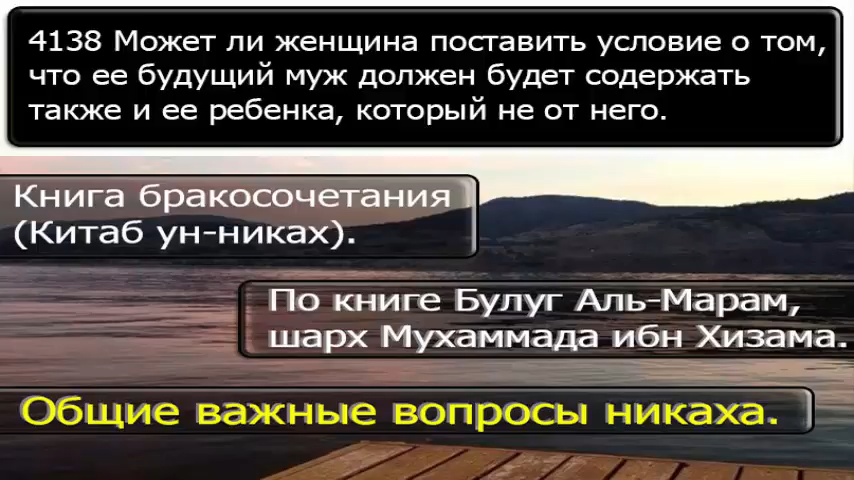 4138 Может ли женщина поставить условие о том,
что ее будущий муж должен будет содержать
также и ее ребенка, который не от него.
Книга бракосочетания
(Китаб ун-никах).
По книге Булуг Аль-Марам,
шарх Мухаммада ибн Хизама.
Общие важные вопросы никаха.